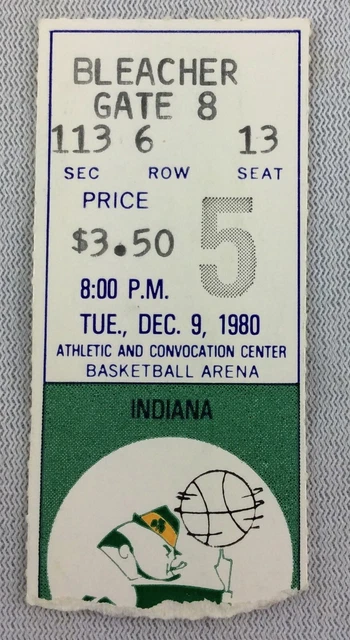 BLEACHER
GATE 8
113 6 13
SEC ROW SEAT
PRICE
$3.50
5
8:00 P.M.
TUE., DEC. 9, 1980
ATHLETIC AND CONVOCATION CENTER
BASKETBALL ARENA
INDIANA